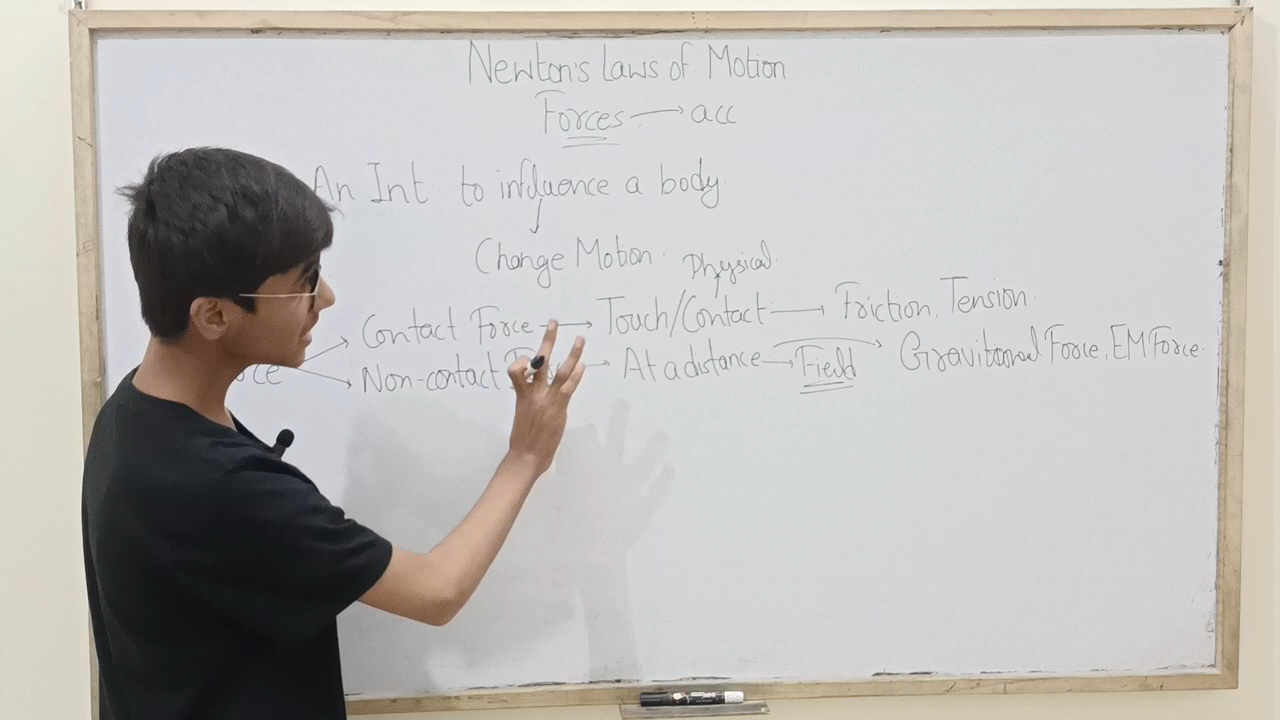 Newton's Laws of Motion
Forces → acc
An Int. to influence a body.
↓
Change Motion.
Physical.
Contact Force → Touch/Contact → Friction, Tension.
Non-contact → At a distance → Field → Gravitational Force, EM Force.